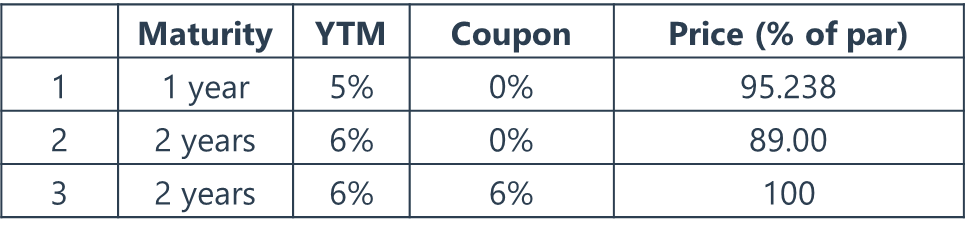 Maturity YTM Coupon Price (% of par)
1 1 year 5% 0% 95.238
2 2 years 6% 0% 89.00
3 2 years 6% 6% 100